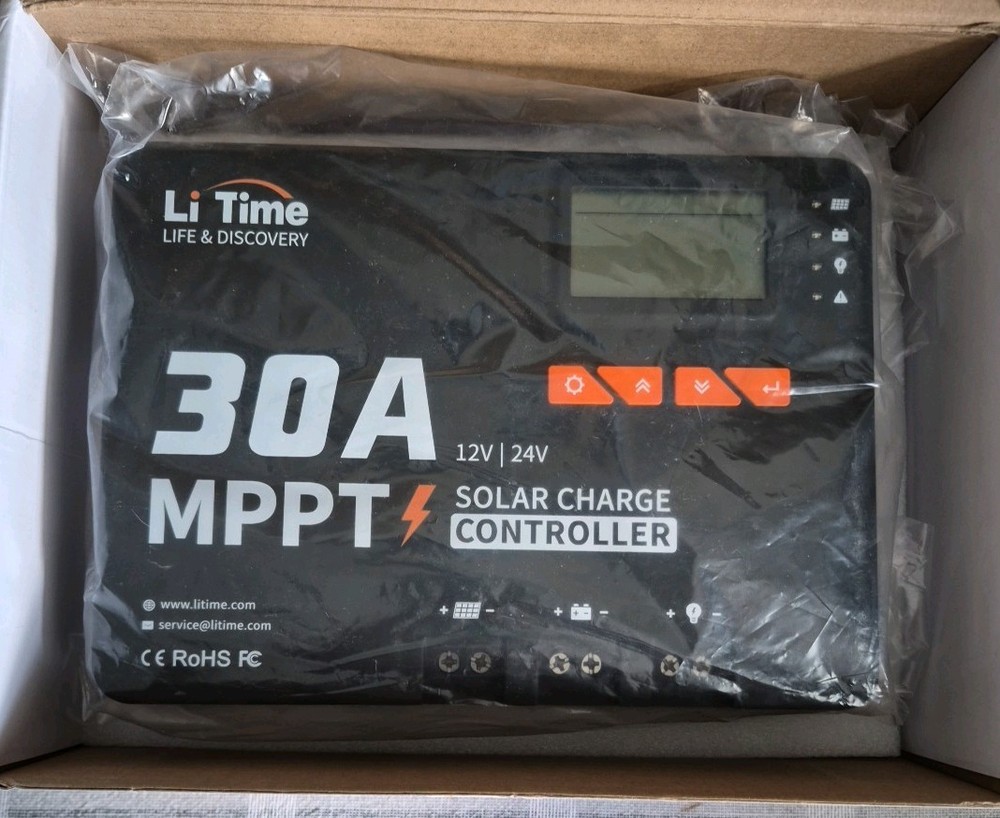 Li Time
LIFE & DISCOVERY
30A
12V | 24V
MPPT
SOLAR CHARGE
CONTROLLER
www.litime.com
service@litime.com
CE RoHS FC
+ -
+ -
+ -